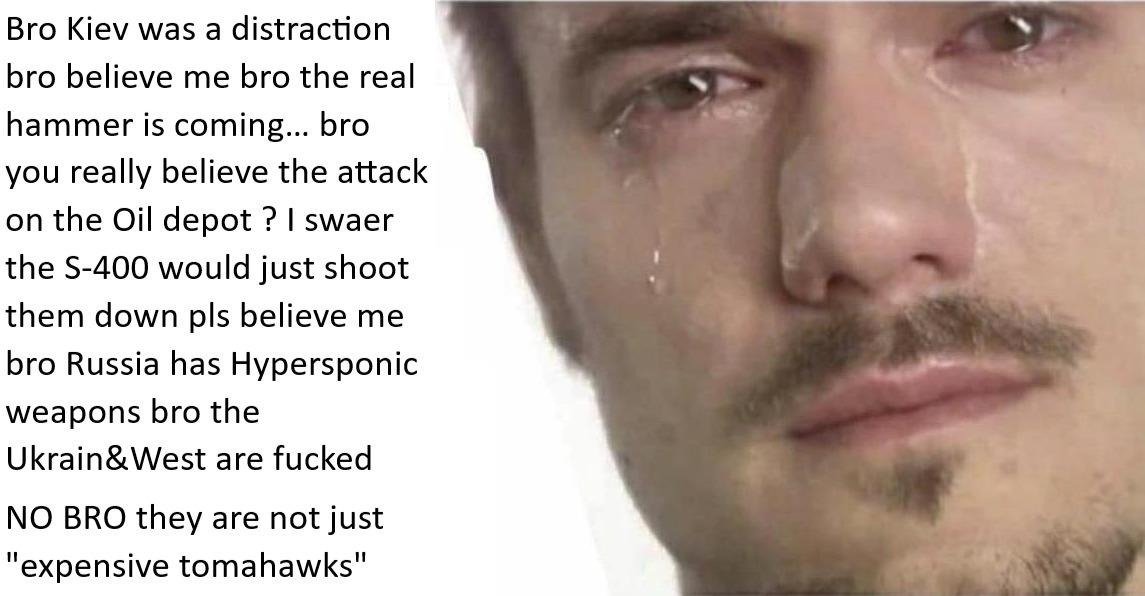 Bro Kiev was a distraction
bro believe me bro the real
hammer is coming... bro
you really believe the attack
on the Oil depot ? I swaer
the S-400 would just shoot
them down pls believe me
bro Russia has Hypersponic
weapons bro the
Ukrain&West are fucked
NO BRO they are not just
"expensive tomahawks"